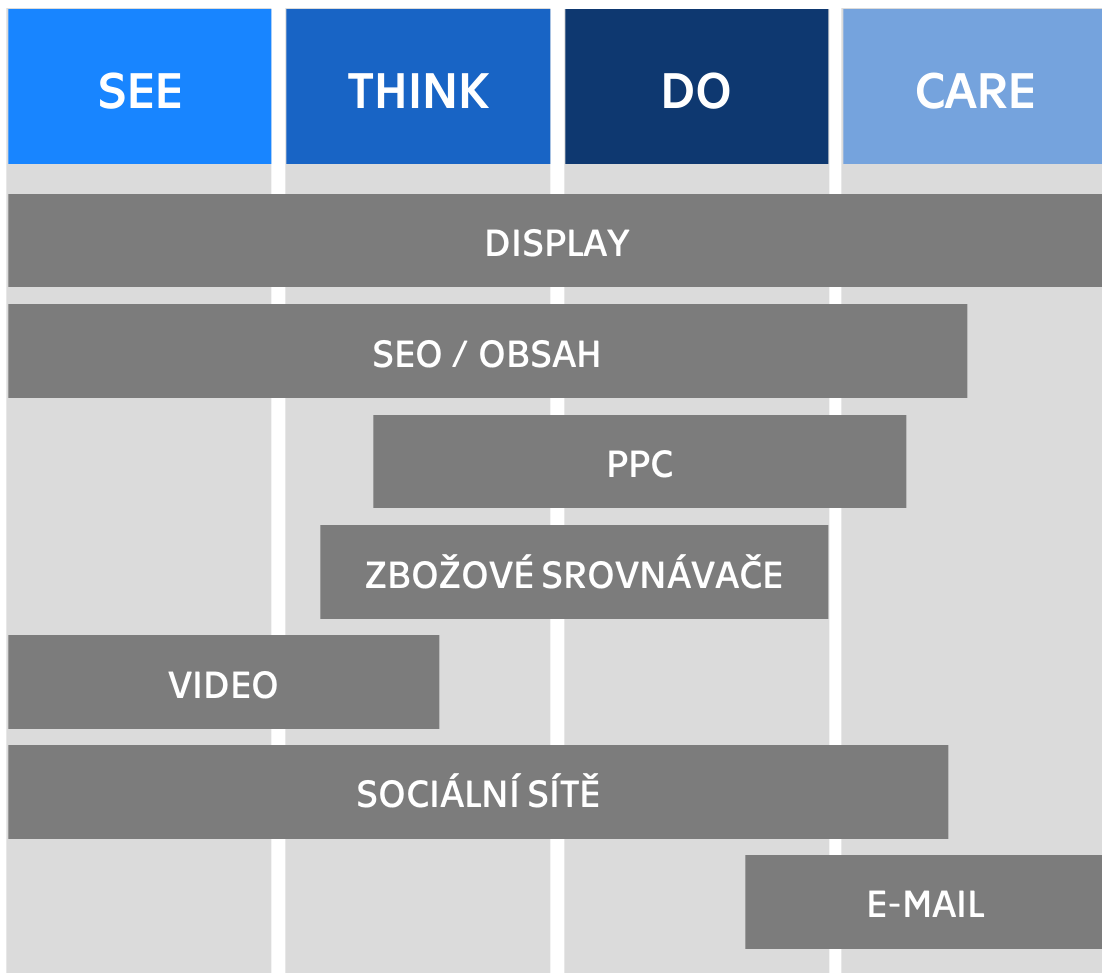 SEE
THINK
DO
CARE
DISPLAY
SEO / OBSAH
PPC
ZBOŽOVÉ SROVNÁVAČE
VIDEO
SOCIÁLNÍ SÍTĚ
E-MAIL